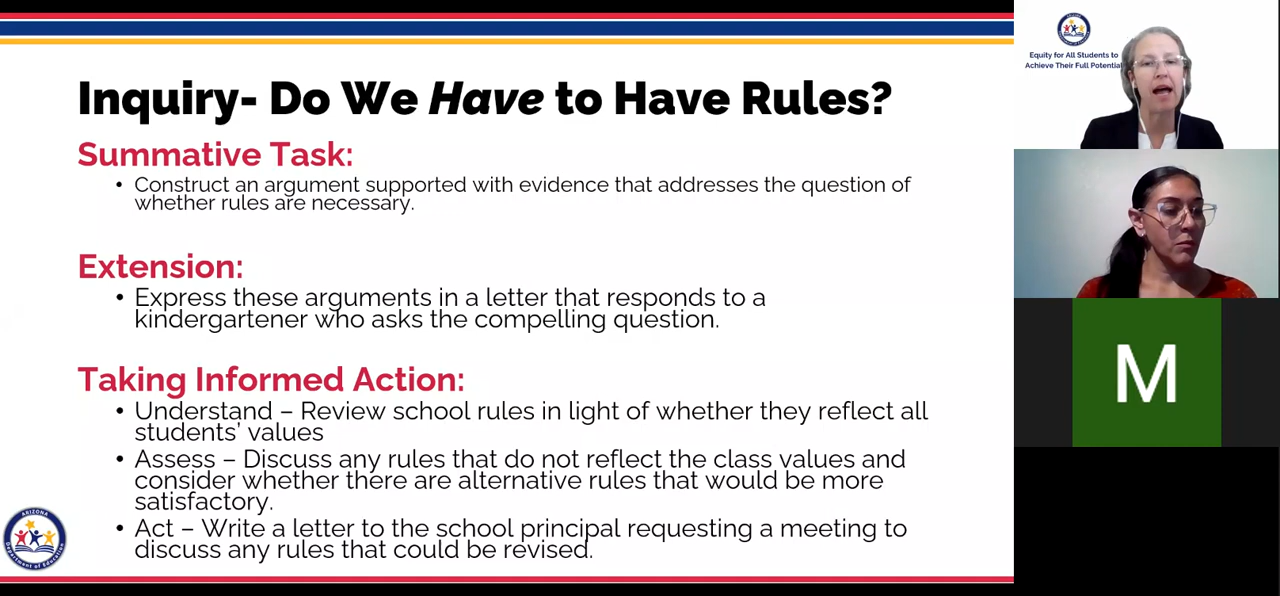 Inquiry- Do We Have to Have Rules?
Summative Task:
• Construct an argument supported with evidence that addresses the question of
whether rules are necessary.
Extension:
• Express these arguments in a letter that responds to a
kindergartener who asks the compelling question.
Taking Informed Action:
• Understand – Review school rules in light of whether they reflect all
students’ values
• Assess – Discuss any rules that do not reflect the class values and
consider whether there are alternative rules that would be more
satisfactory.
• Act – Write a letter to the school principal requesting a meeting to
discuss any rules that could be revised.
ARIZONA
Department of Education
Equity for All Students to
Achieve Their Full Potential
M